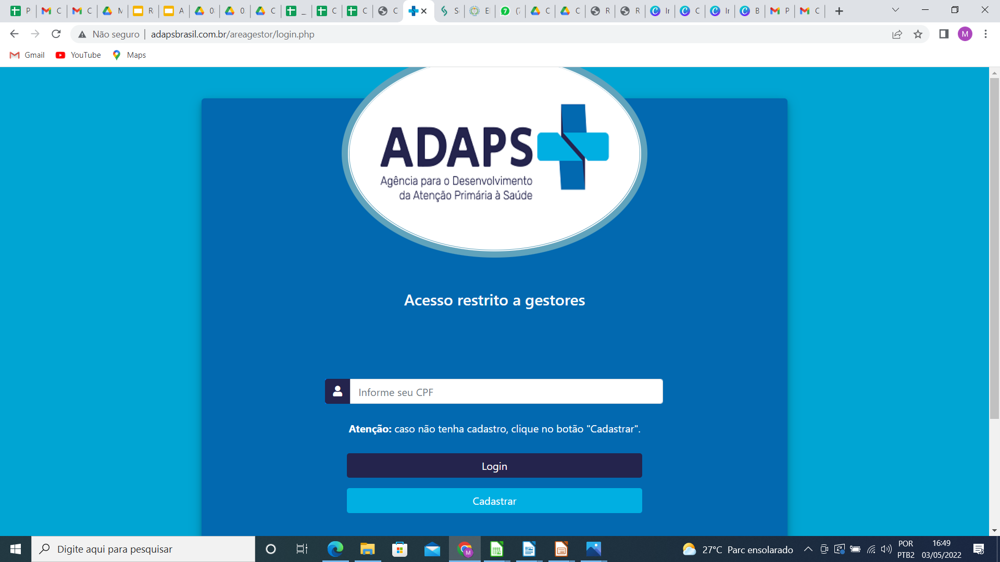 P C C M R A 0 0 C _ C C C S El (7 C C R R Ir C Ir B P C
Não seguro | adapsbrasil.com.br/areagestor/login.php M
Gmail YouTube Maps
ADAPS
Agência para o Desenvolvimento
da Atenção Primária à Saúde
Acesso restrito a gestores
Informe seu CPF
Atenção: caso não tenha cadastro, clique no botão "Cadastrar".
Login
Cadastrar
Digite aqui para pesquisar
27°C Parc ensolarado
POR
PTB2
16:49
03/05/2022